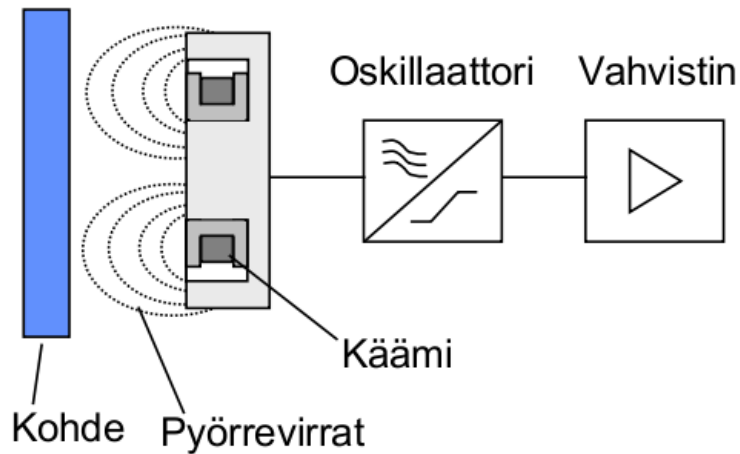 Oskillaattori
Vahvistin
Käämi
Kohde
Pyörrevirrat